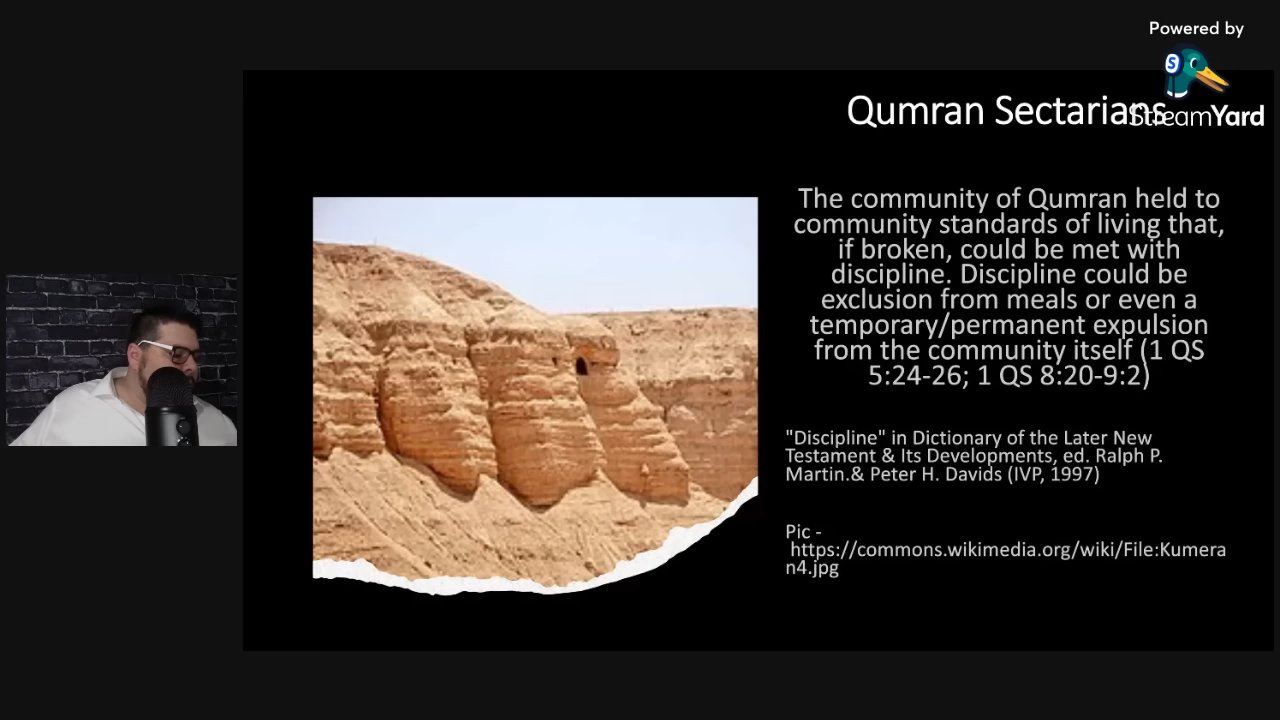 Powered by
S
StreamYard
Qumran Sectarians
The community of Qumran held to
community standards of living that,
if broken, could be met with
discipline. Discipline could be
exclusion from meals or even a
temporary/permanent expulsion
from the community itself (1 QS
5:24-26; 1 QS 8:20-9:2)
"Discipline" in Dictionary of the Later New
Testament & Its Developments, ed. Ralph P.
Martin.& Peter H. Davids (IVP, 1997)
Pic -
https://commons.wikimedia.org/wiki/File:Kumera
n4.jpg